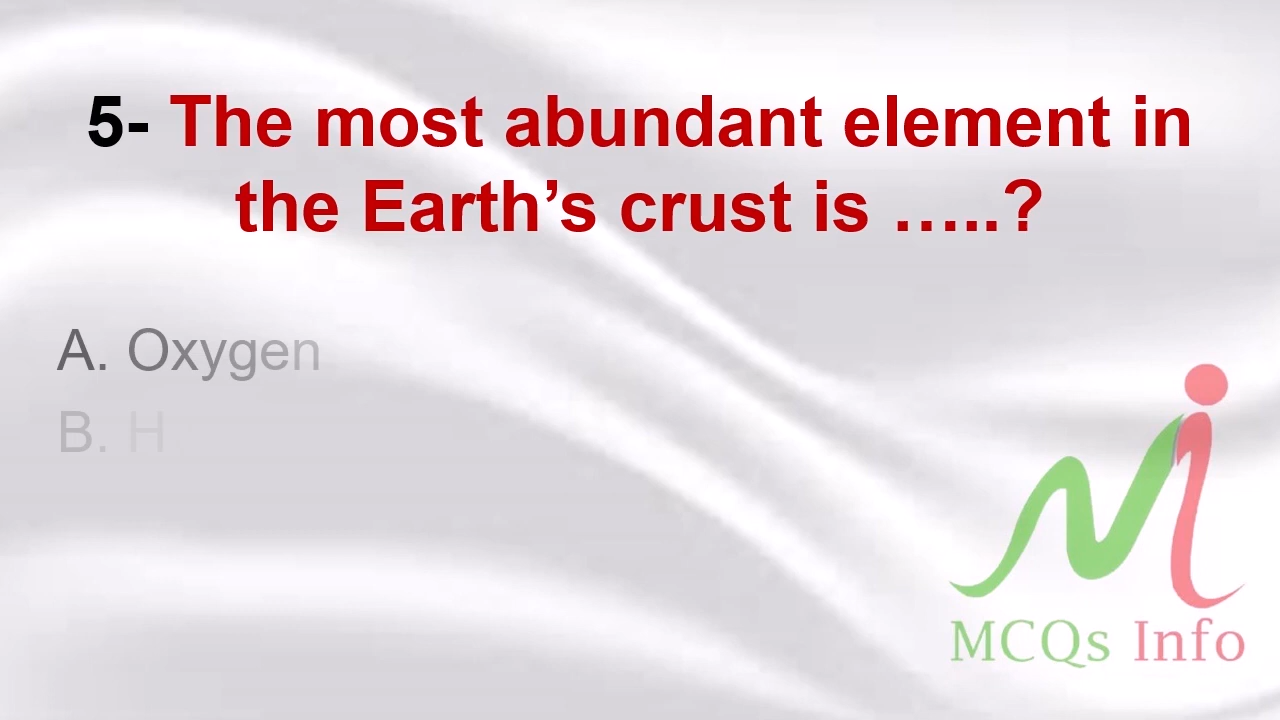 5- The most abundant element in
the Earth’s crust is …..?
A. Oxygen
B. H
MCQs Info